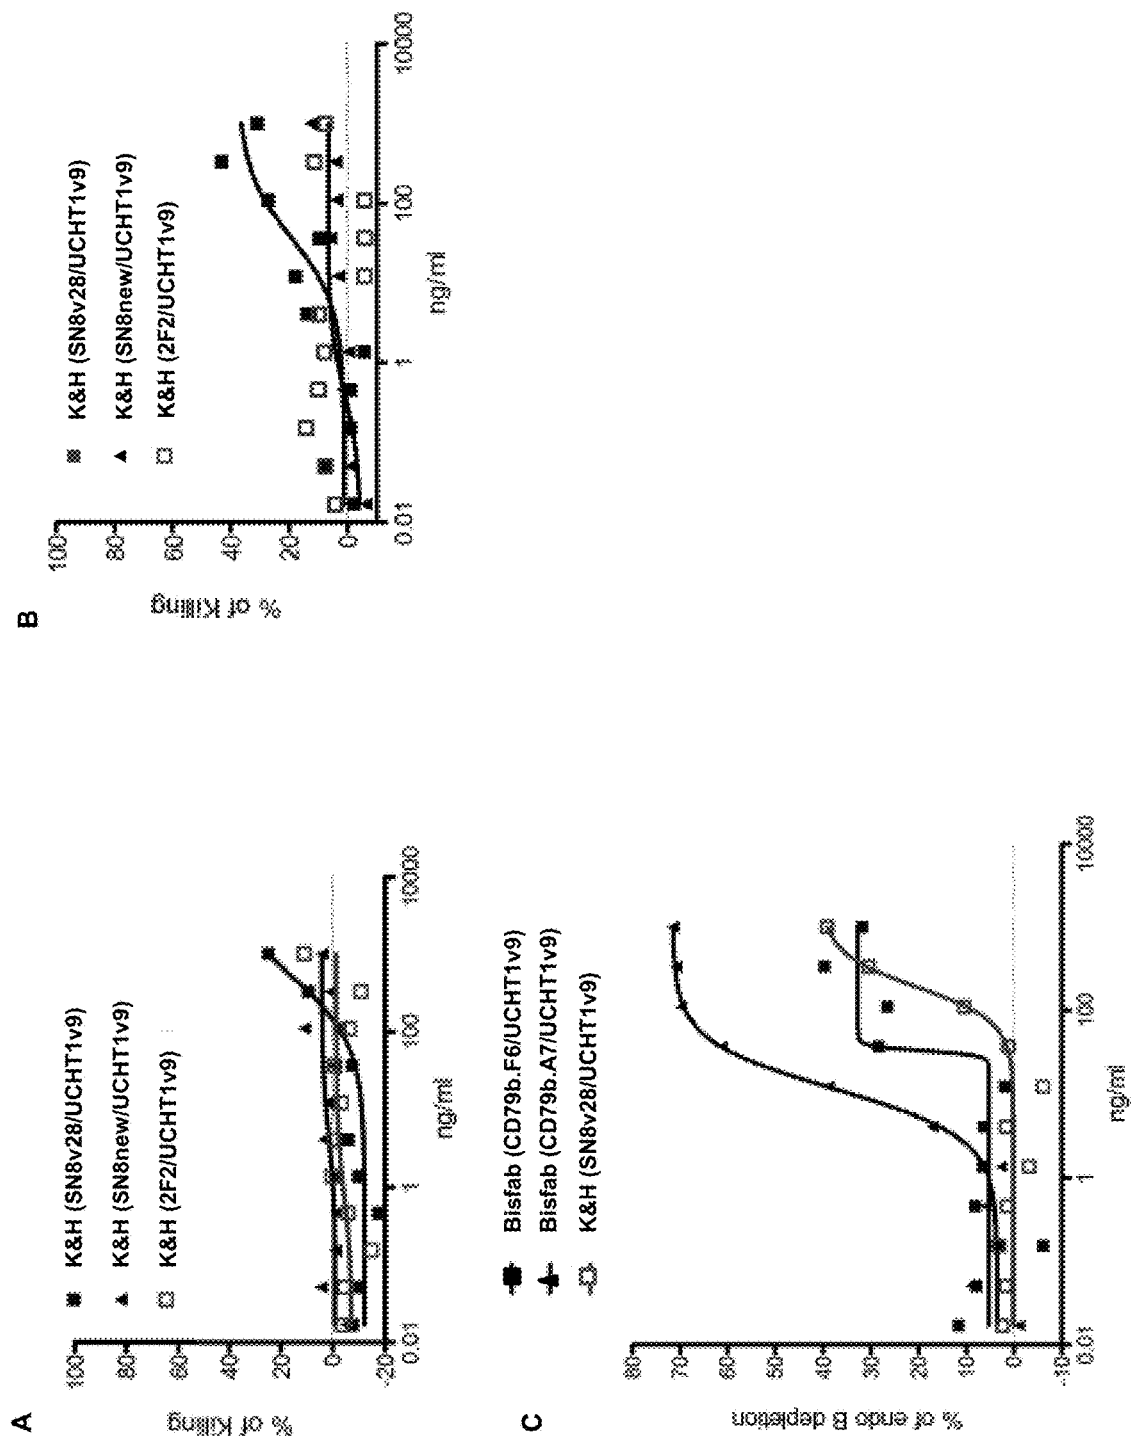 A
% of Killing
100
80
60
40
20
0
-20
0.01
1
100
10000
ng/ml
K&H (SN8v28/UCHT1v9)
K&H (SN8new/UCHT1v9)
K&H (2F2/UCHT1v9)
B
% of Killing
100
80
60
40
20
0
0.01
1
100
10000
ng/ml
K&H (SN8v28/UCHT1v9)
K&H (SN8new/UCHT1v9)
K&H (2F2/UCHT1v9)
C
% of endo B depletion
80
70
60
50
40
30
20
10
0
-10
0.01
1
100
10000
ng/ml
Bisfab (CD79b.F6/UCHT1v9)
Bisfab (CD79b.A7/UCHT1v9)
K&H (SN8v28/UCHT1v9)